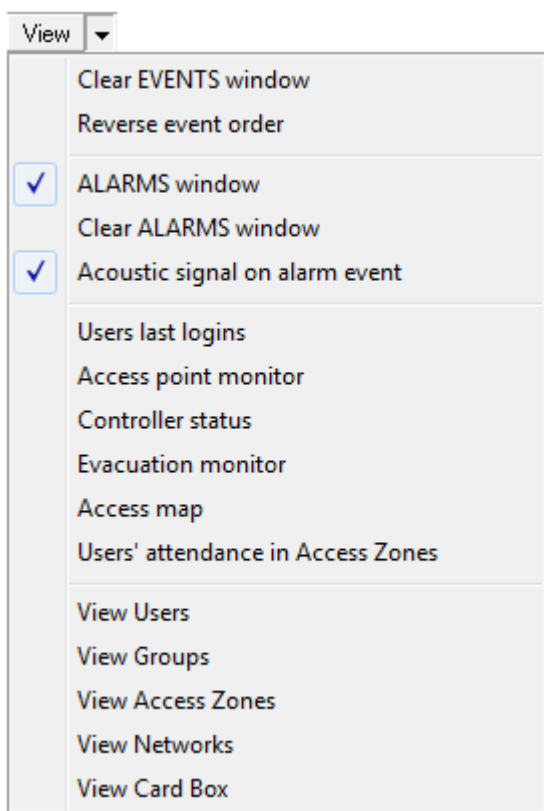 View
Clear EVENTS window
Reverse event order
ALARMS window
Clear ALARMS window
Acoustic signal on alarm event
Users last logins
Access point monitor
Controller status
Evacuation monitor
Access map
Users' attendance in Access Zones
View Users
View Groups
View Access Zones
View Networks
View Card Box